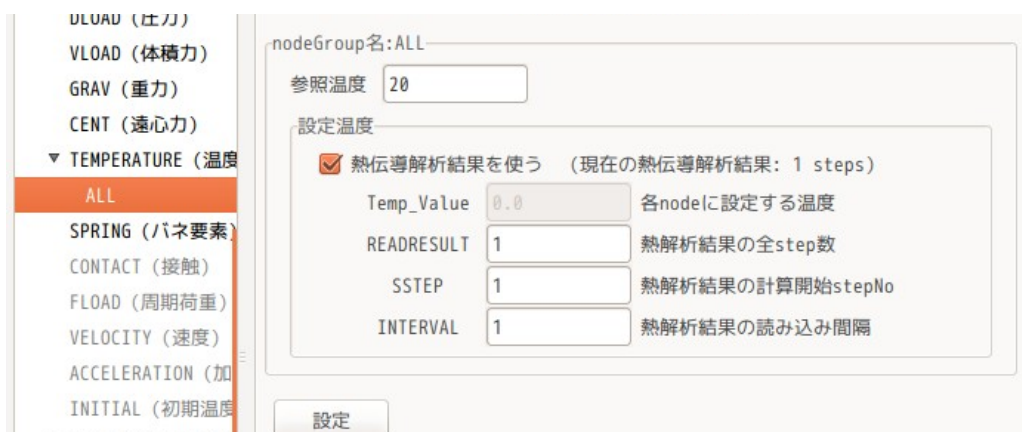 DLOAD (圧力)
VLOAD (体積力)
GRAV (重力)
CENT (遠心力)
▼ TEMPERATURE (温度
ALL
SPRING (バネ要素)
CONTACT (接触)
FLOAD (周期荷重)
VELOCITY (速度)
ACCELERATION (加
INITIAL (初期温度
nodeGroup名:ALL
参照温度 20
設定温度
熱伝導解析結果を使う (現在の熱伝導解析結果: 1 steps)
Temp_Value 0.0 各nodeに設定する温度
READRESULT 1 熱解析結果の全step数
SSTEP 1 熱解析結果の計算開始stepNo
INTERVAL 1 熱解析結果の読み込み間隔
設定